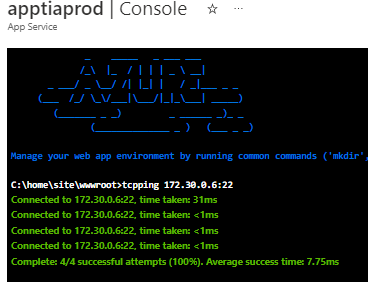 apptiaprod | Console
App Service
Manage your web app environment by running common commands ('mkdir',
C:\home\site\wwwroot>tcpping 172.30.0.6:22
Connected to 172.30.0.6:22, time taken: 31ms
Connected to 172.30.0.6:22, time taken: <1ms
Connected to 172.30.0.6:22, time taken: <1ms
Connected to 172.30.0.6:22, time taken: <1ms
Complete: 4/4 successful attempts (100%). Average success time: 7.75ms